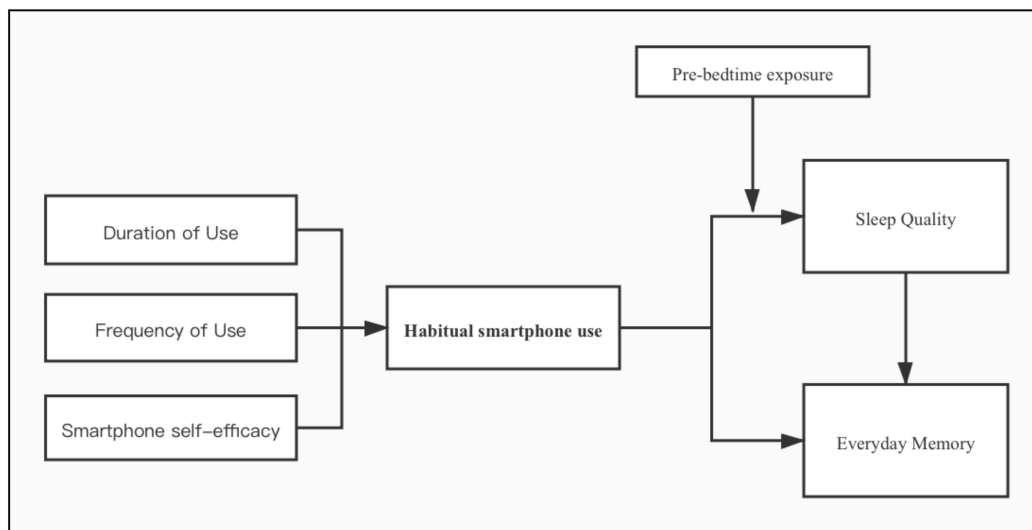 Pre-bedtime exposure
Duration of Use
Sleep Quality
Frequency of Use
Habitual smartphone use
Smartphone self-efficacy
Everyday Memory